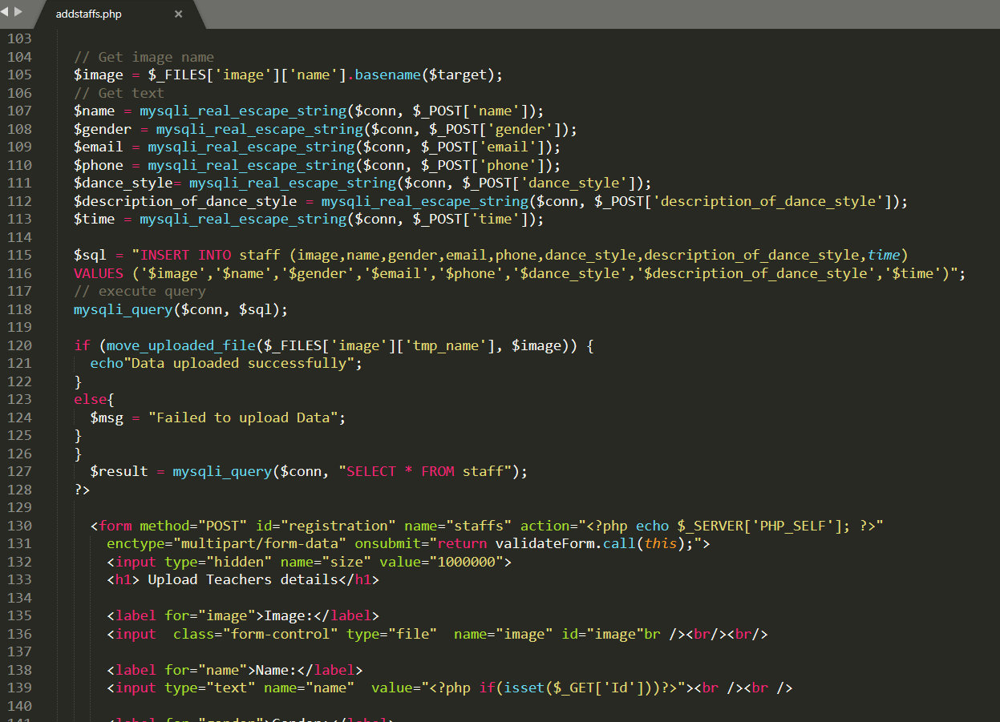 addstaffs.php ×
103
104 // Get image name
105 $image = $_FILES['image']['name'].basename($target);
106 // Get text
107 $name = mysqli_real_escape_string($conn, $_POST['name']);
108 $gender = mysqli_real_escape_string($conn, $_POST['gender']);
109 $email = mysqli_real_escape_string($conn, $_POST['email']);
110 $phone = mysqli_real_escape_string($conn, $_POST['phone']);
111 $dance_style= mysqli_real_escape_string($conn, $_POST['dance_style']);
112 $description_of_dance_style = mysqli_real_escape_string($conn, $_POST['description_of_dance_style']);
113 $time = mysqli_real_escape_string($conn, $_POST['time']);
114
115 $sql = "INSERT INTO staff (image,name,gender,email,phone,dance_style,description_of_dance_style,time)
116 VALUES ('$image','$name','$gender','$email','$phone','$dance_style','$description_of_dance_style','$time')";
117 // execute query
118 mysqli_query($conn, $sql);
119
120 if (move_uploaded_file($_FILES['image']['tmp_name'], $image)) {
121 echo"Data uploaded successfully";
122 }
123 else{
124 $msg = "Failed to upload Data";
125 }
126 }
127 $result = mysqli_query($conn, "SELECT * FROM staff");
128 ?>
129
130 <form method="POST" id="registration" name="staffs" action="<?php echo $_SERVER['PHP_SELF']; ?>"
131 enctype="multipart/form-data" onsubmit="return validateForm.call(this);">
132 <input type="hidden" name="size" value="1000000">
133 <h1> Upload Teachers details</h1>
134
135 <label for="image">Image:</label>
136 <input  class="form-control" type="file"  name="image" id="image"br /><br/><br/>
137
138 <label for="name">Name:</label>
139 <input type="text" name="name"  value="<?php if(isset($_GET['Id']))?>"><br /><br />
140
141 <label for="gender">Gender:</label>